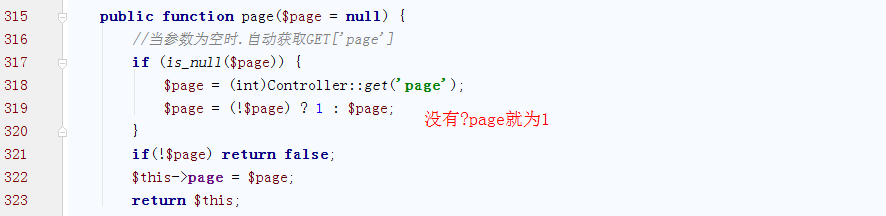 315 public function page($page = null) {
316 //当参数为空时.自动获取GET['page']
317 if (is_null($page)) {
318 $page = (int)Controller::get('page');
319 $page = (!$page) ? 1 : $page;
没有?page就为1
320 }
321 if(!$page) return false;
322 $this->page = $page;
323 return $this;